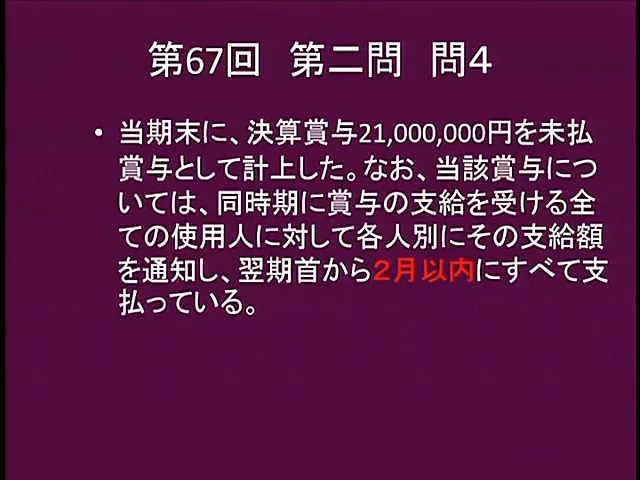 第67回 第二問 問４
• 当期末に、決算賞与21,000,000円を未払
賞与として計上した。なお、当該賞与につ
いては、同時期に賞与の支給を受ける全
ての使用人に対して各人別にその支給額
を通知し、翌期首から２月以内にすべて支
払っている。